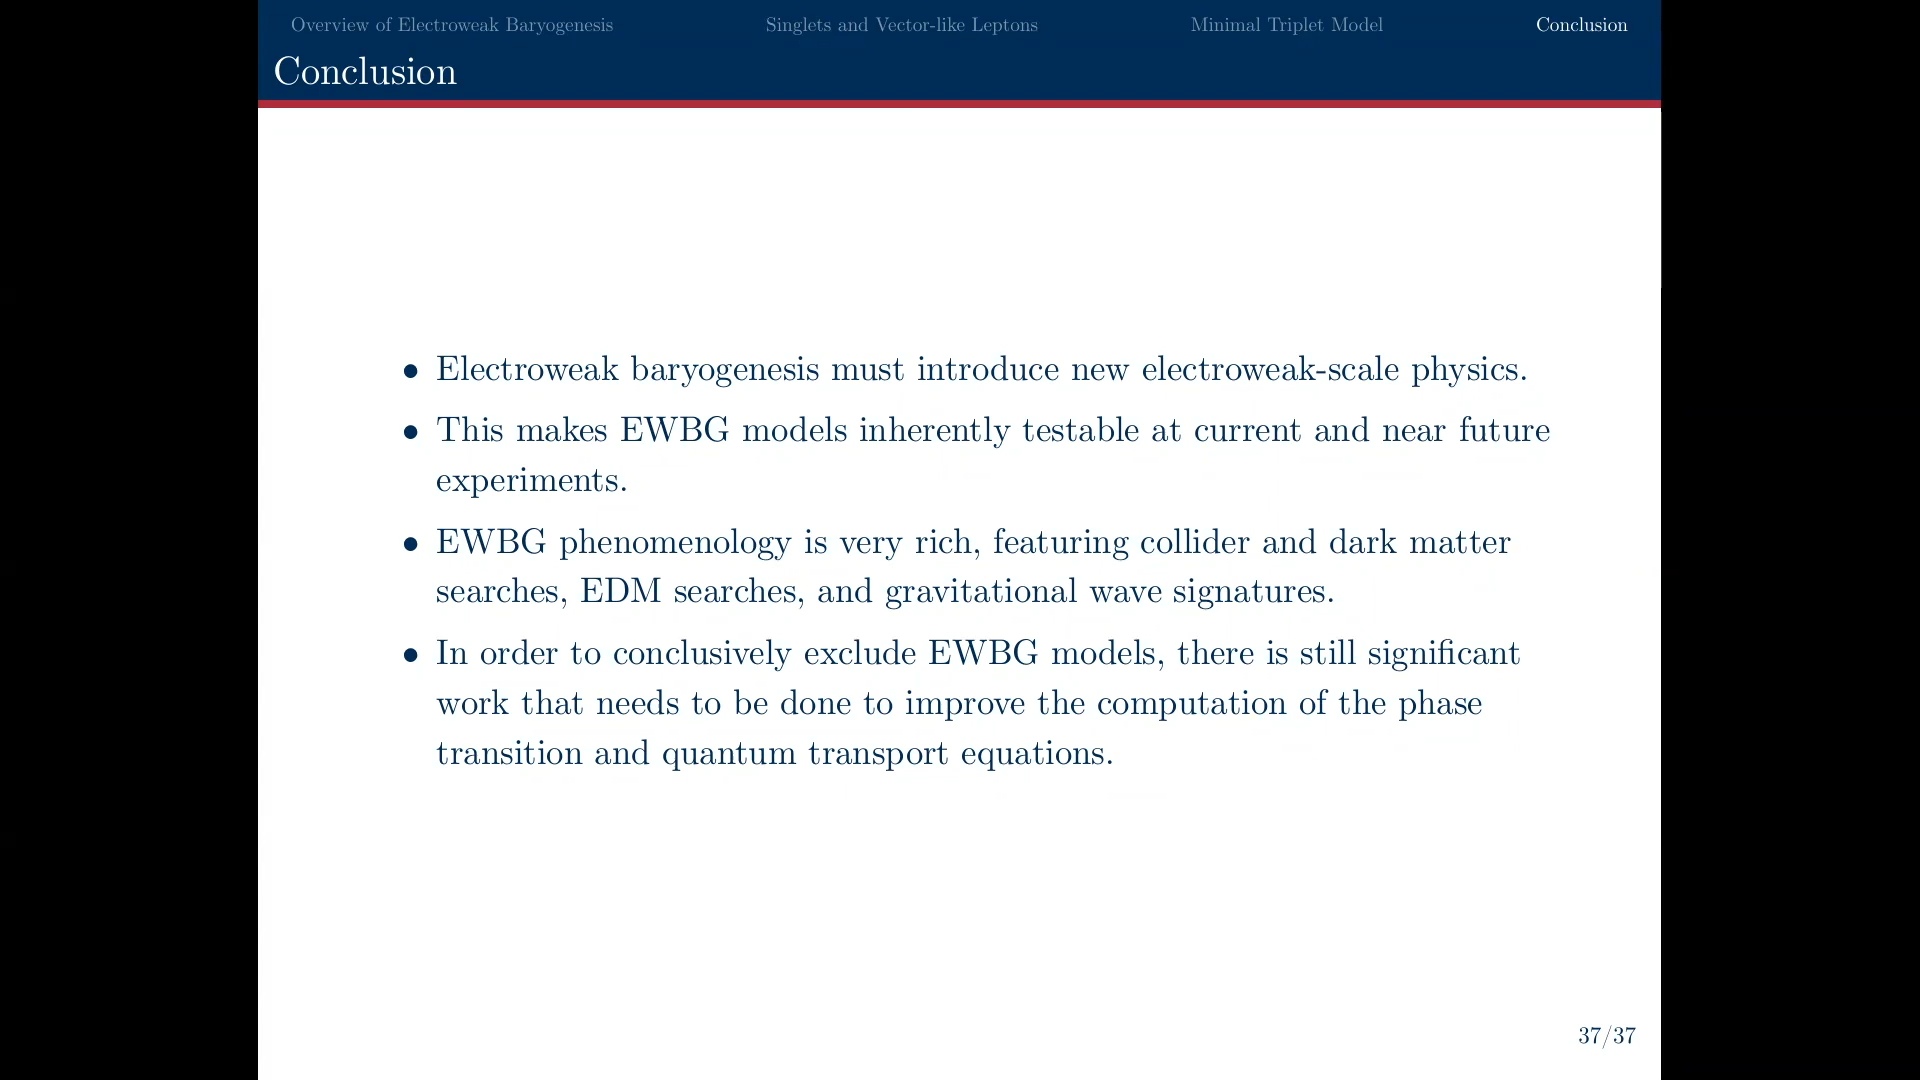 Overview of Electroweak Baryogenesis
Singlets and Vector-like Leptons
Minimal Triplet Model
Conclusion
Conclusion
• Electroweak baryogenesis must introduce new electroweak-scale physics.
• This makes EWBG models inherently testable at current and near future
experiments.
• EWBG phenomenology is very rich, featuring collider and dark matter
searches, EDM searches, and gravitational wave signatures.
• In order to conclusively exclude EWBG models, there is still significant
work that needs to be done to improve the computation of the phase
transition and quantum transport equations.
37/37